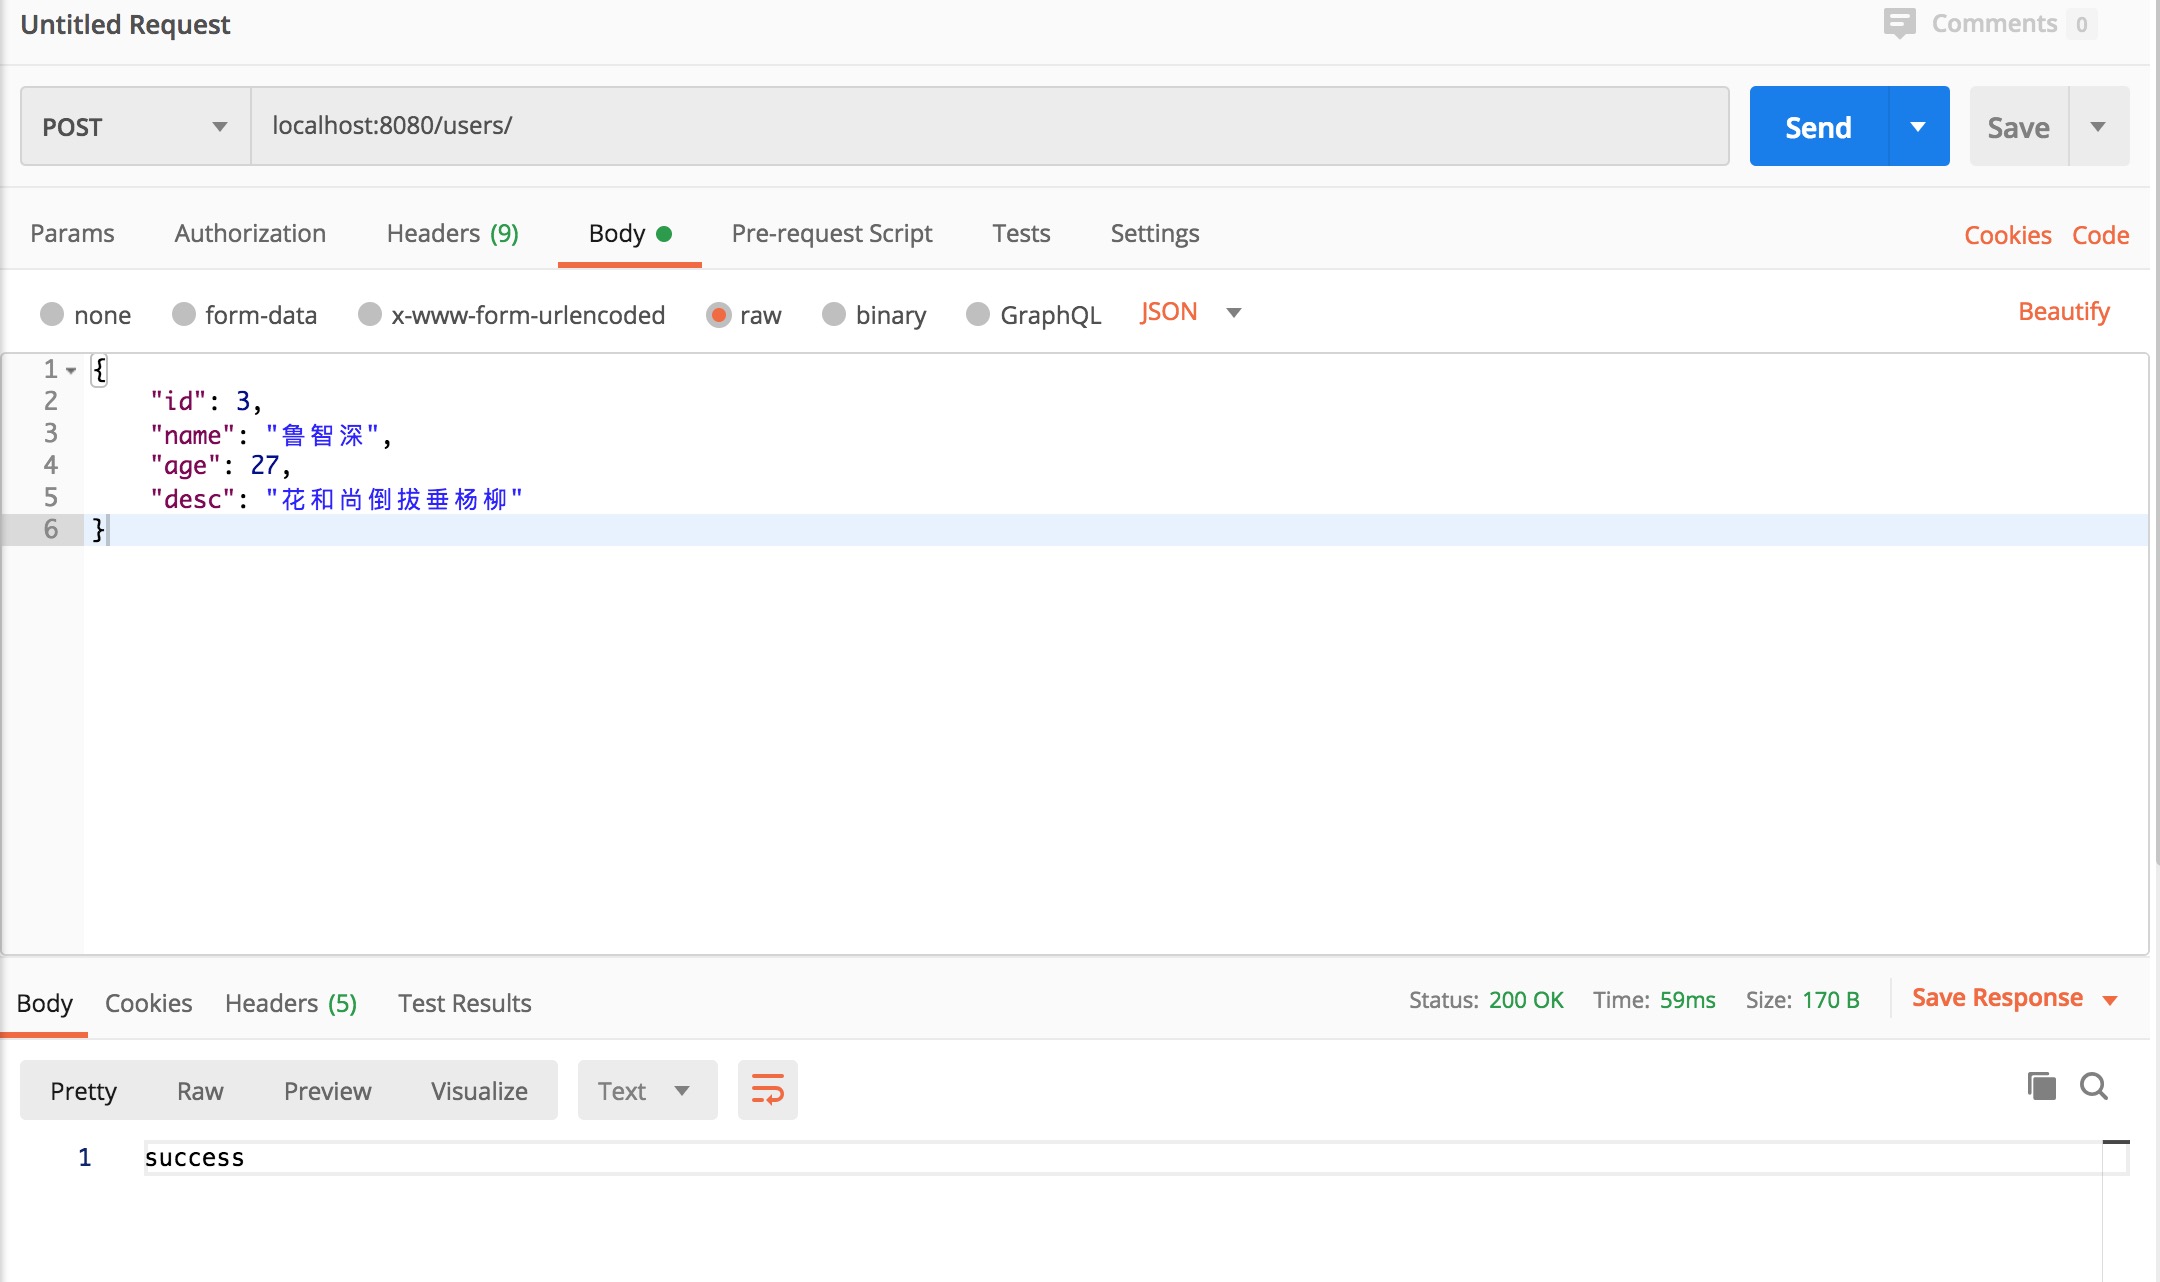 Untitled Request
Comments 0
POST localhost:8080/users/ Send Save
Params Authorization Headers (9) Body Pre-request Script Tests Settings Cookies Code
none form-data x-www-form-urlencoded raw binary GraphQL JSON Beautify
1 {
2 "id": 3,
3 "name": "鲁智深",
4 "age": 27,
5 "desc": "花和尚倒拔垂杨柳"
6 }
Body Cookies Headers (5) Test Results Status: 200 OK Time: 59ms Size: 170 B Save Response
Pretty Raw Preview Visualize Text
1 success